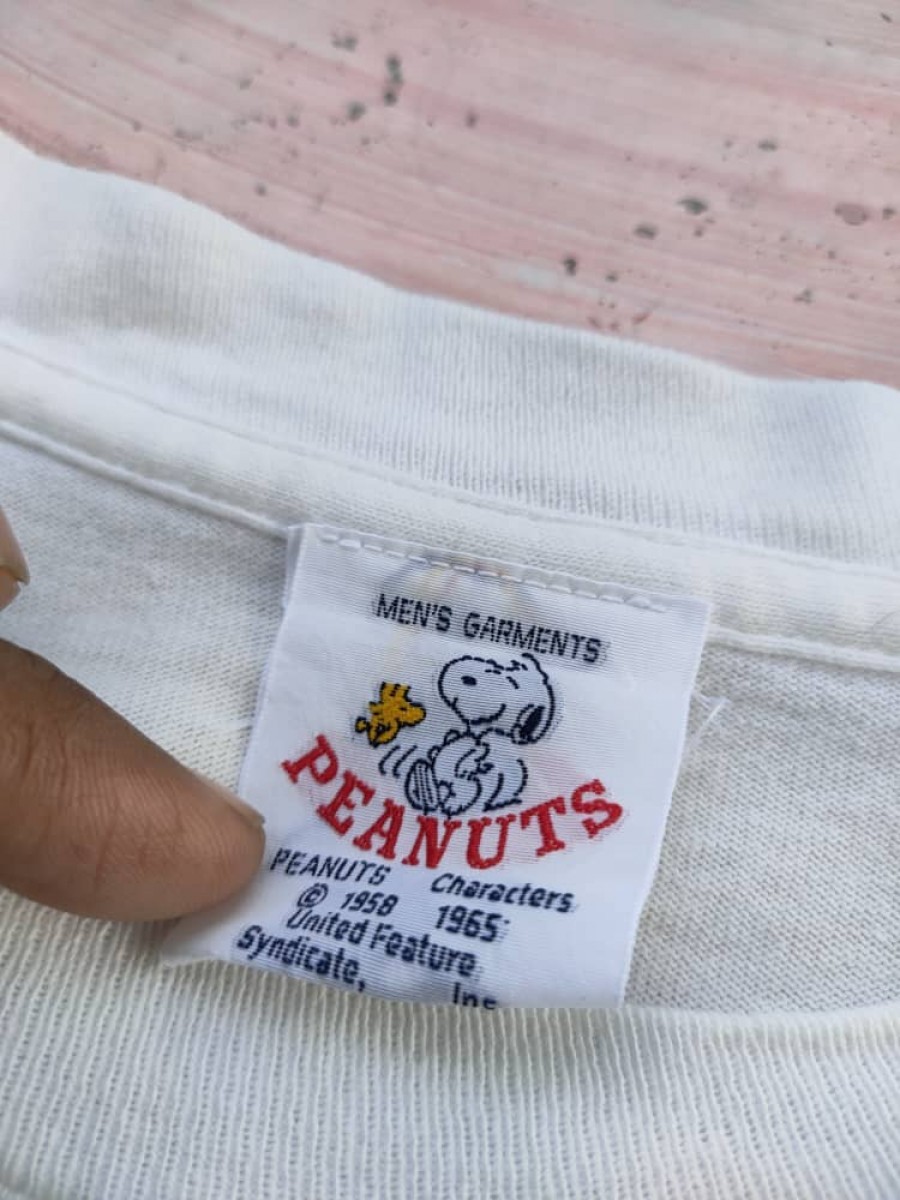 MEN'S GARMENTS
PEANUTS
PEANUTS Characters
© 1958 1965
United Feature
Syndicate, Inc